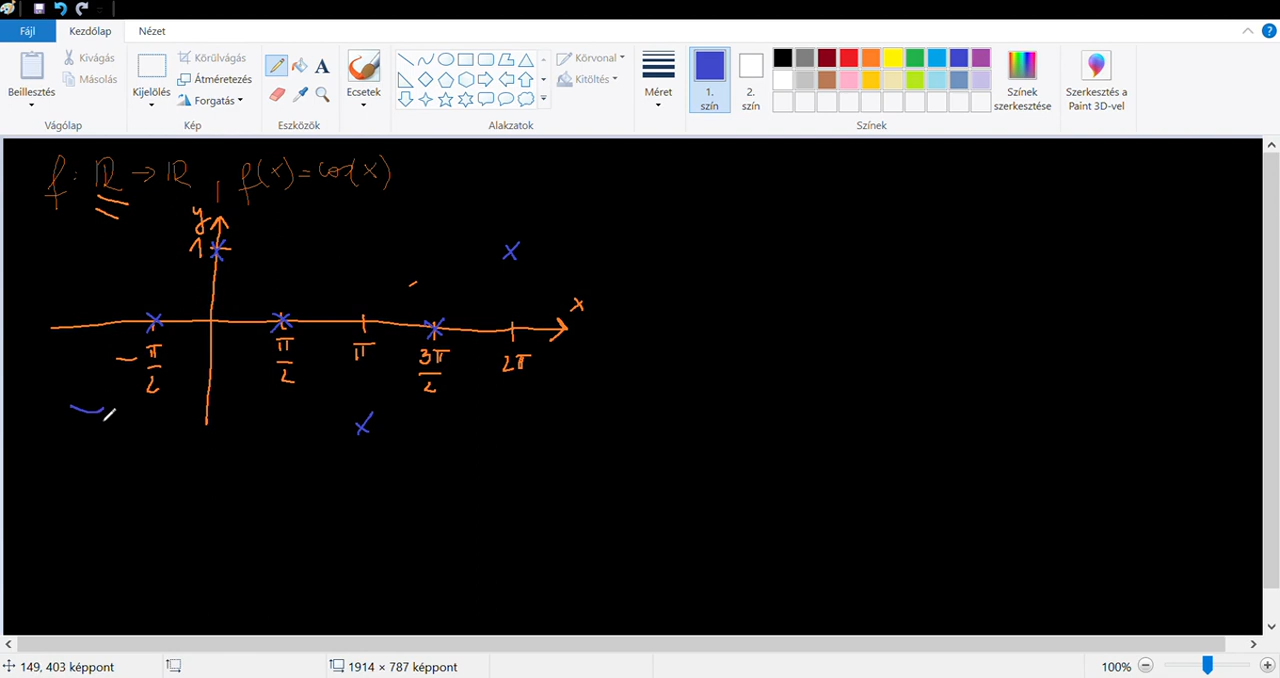 Fájl Kezdőlap Nézet
Beillesztés
Kivágás
Másolás
Vágólap
Kijelölés
Körülvágás
Átméretezés
Forgatás
Kép
A
Eszközök
Ecsetek
Alakzatok
Körvonal
Kitöltés
Méret
1. szín
2. szín
Színek szerkesztése
Színek
Szerkesztés a Paint 3D-vel
f: ℝ → ℝ, f(x) = cos(x)
y
1
x
-π/2 π/2 π 3π/2 2π
149, 403 képpont
1914 × 787 képpont
100%